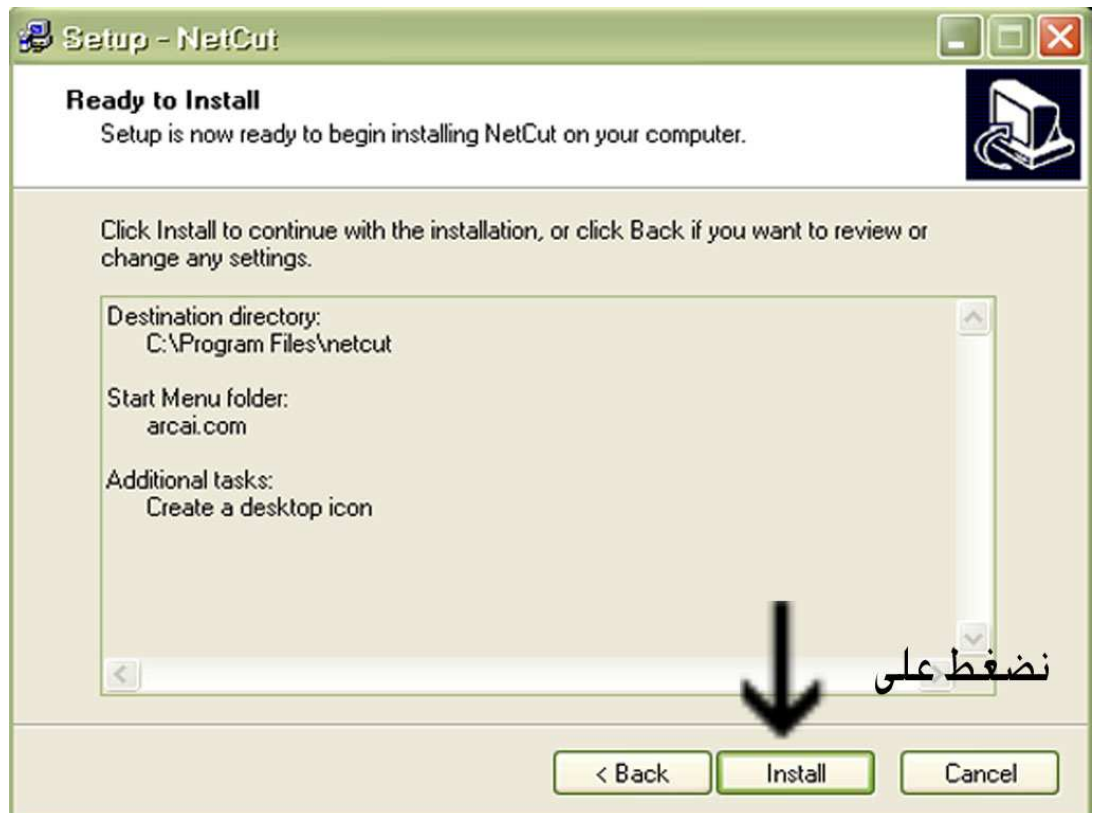 Setup - NetCut
Ready to Install
Setup is now ready to begin installing NetCut on your computer.
Click Install to continue with the installation, or click Back if you want to review or
change any settings.
Destination directory:
C:\Program Files\netcut
Start Menu folder:
arcai.com
Additional tasks:
Create a desktop icon
نضغط على
< Back
Install
Cancel